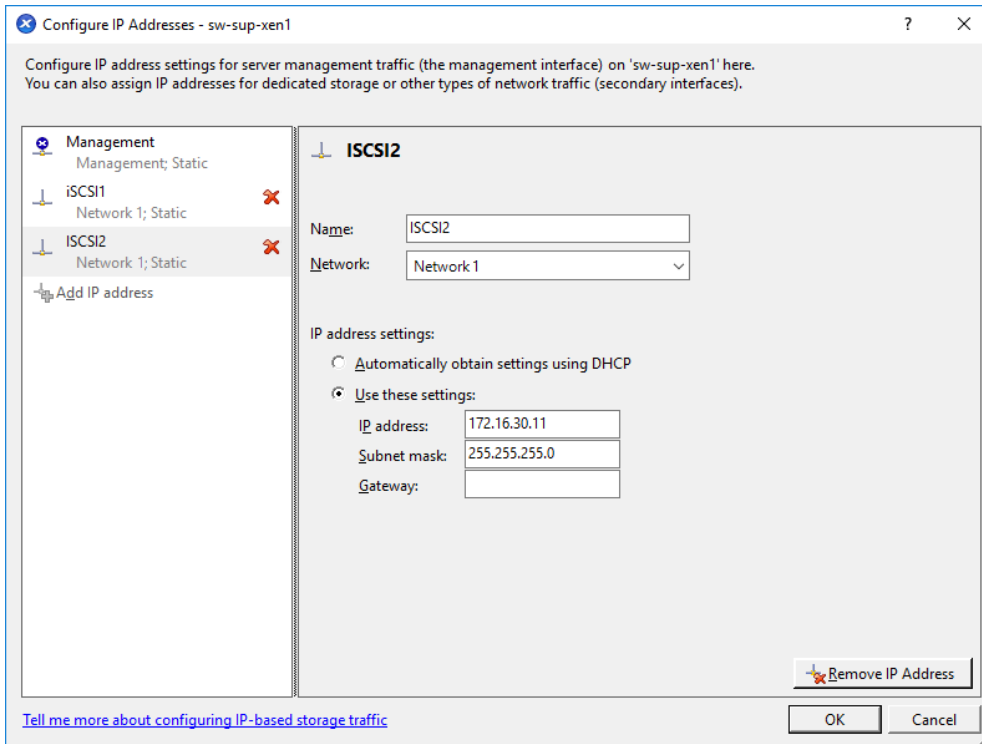 Configure IP Addresses - sw-sup-xen1
Configure IP address settings for server management traffic (the management interface) on 'sw-sup-xen1' here.
You can also assign IP addresses for dedicated storage or other types of network traffic (secondary interfaces).
Management
Management; Static
iSCSI1
Network 1; Static
ISCSI2
Network 1; Static
Add IP address
ISCSI2
Name: ISCSI2
Network: Network 1
IP address settings:
Automatically obtain settings using DHCP
Use these settings:
IP address: 172.16.30.11
Subnet mask: 255.255.255.0
Gateway:
Remove IP Address
Tell me more about configuring IP-based storage traffic
OK Cancel